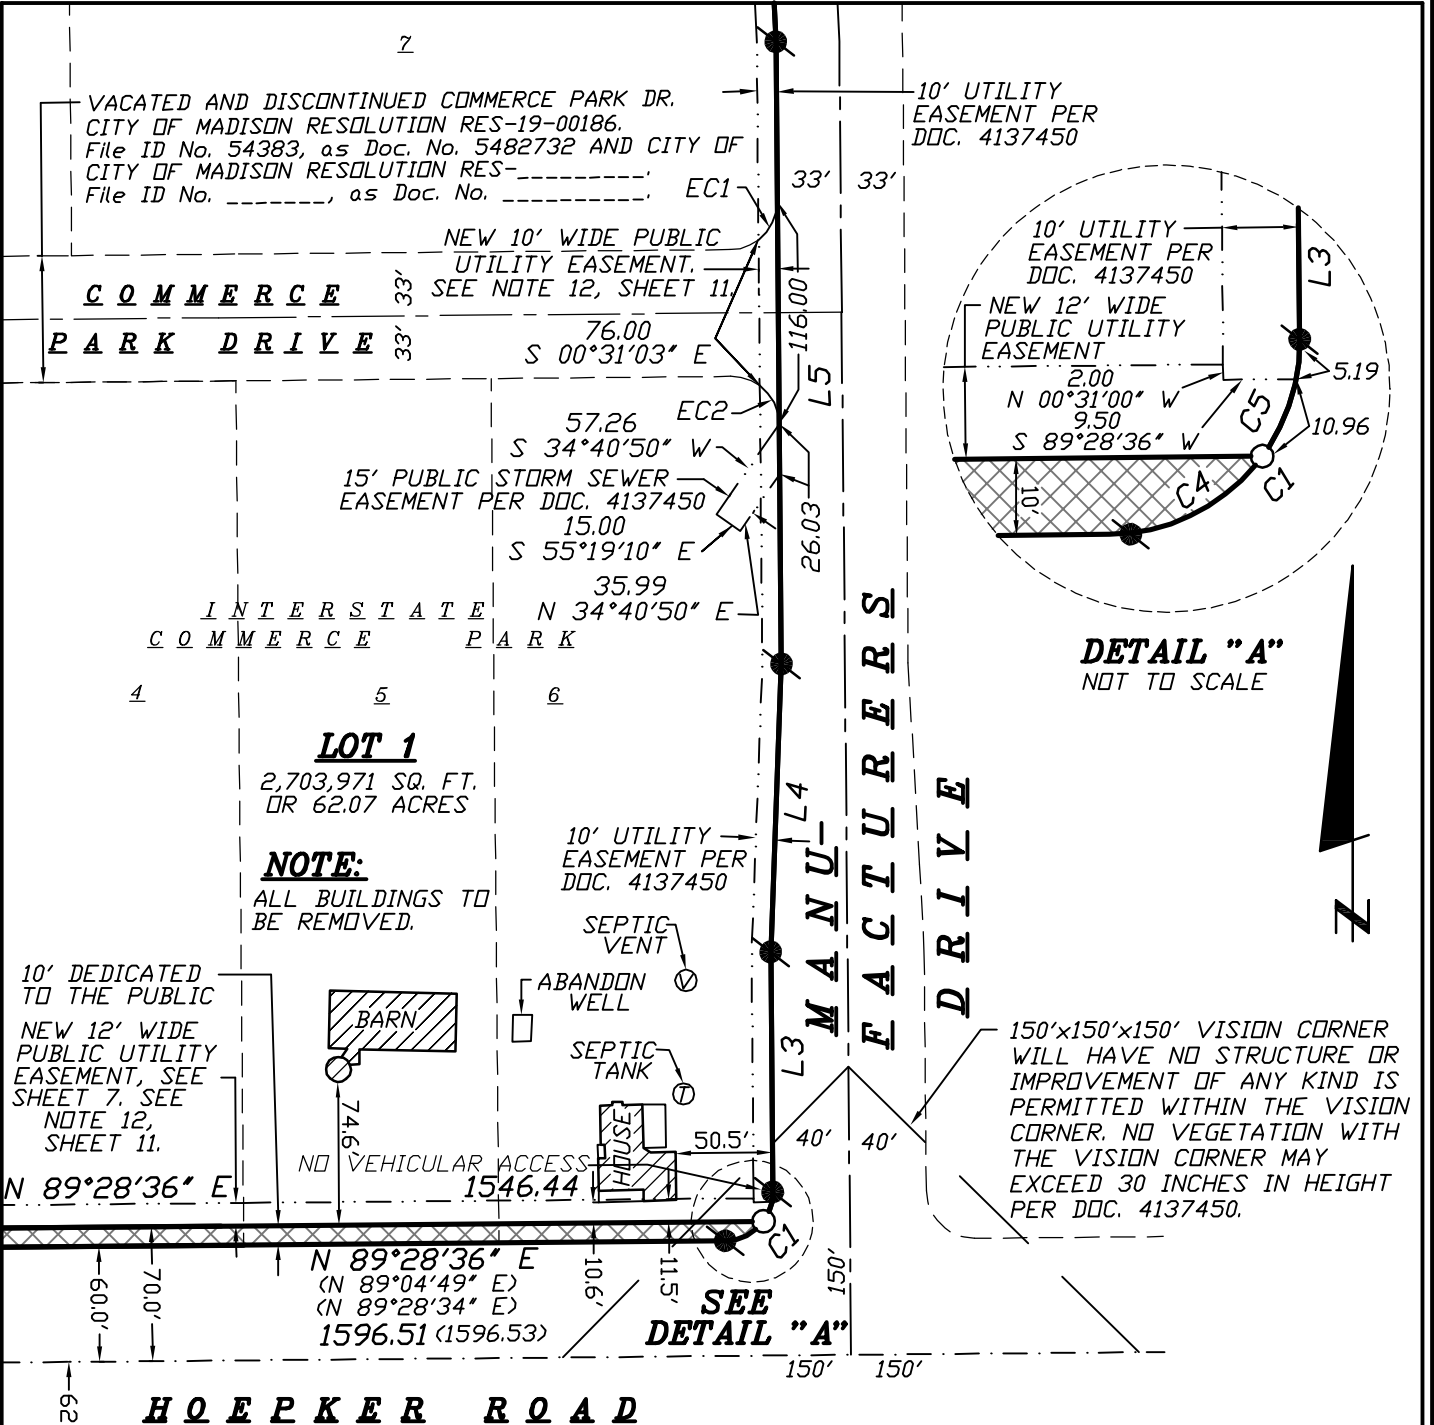 7
VACATED AND DISCONTINUED COMMERCE PARK DR.
CITY OF MADISON RESOLUTION RES-19-00186.
File ID No. 54383, as Doc. No. 5482732 AND CITY OF
CITY OF MADISON RESOLUTION RES-_________.
File ID No. _______, as Doc. No. __________.
10' UTILITY
EASEMENT PER
DOC. 4137450
33' 33'
EC1
NEW 10' WIDE PUBLIC
UTILITY EASEMENT.
SEE NOTE 12, SHEET 11.
COMMERCE
PARK DRIVE
33'
33'
76.00
S 00°31'03" E
116.00
L5
EC2
57.26
S 34°40'50" W
15' PUBLIC STORM SEWER
EASEMENT PER DOC. 4137450
15.00
S 55°19'10" E
26.03
35.99
N 34°40'50" E
10' UTILITY
EASEMENT PER
DOC. 4137450
L3
NEW 12' WIDE
PUBLIC UTILITY
EASEMENT
2.00
N 00°31'00" W
9.50
S 89°28'36" W
5.19
10.96
C5
C4
C1
10'
DETAIL "A"
NOT TO SCALE
INTERSTATE
COMMERCE PARK
4
5
6
LOT 1
2,703,971 SQ. FT.
OR 62.07 ACRES
NOTE:
ALL BUILDINGS TO
BE REMOVED.
10' UTILITY
EASEMENT PER
DOC. 4137450
L4
MANU-
FACTURERS
DRIVE
N
SEPTIC
VENT
V
ABANDON
WELL
SEPTIC
TANK
T
BARN
HOUSE
10' DEDICATED
TO THE PUBLIC
NEW 12' WIDE
PUBLIC UTILITY
EASEMENT, SEE
SHEET 7. SEE
NOTE 12,
SHEET 11.
74.6'
50.5'
L3
40' 40'
150'x150'x150' VISION CORNER
WILL HAVE NO STRUCTURE OR
IMPROVEMENT OF ANY KIND IS
PERMITTED WITHIN THE VISION
CORNER. NO VEGETATION WITH
THE VISION CORNER MAY
EXCEED 30 INCHES IN HEIGHT
PER DOC. 4137450.
NO VEHICULAR ACCESS
N 89°28'36" E
1546.44
C1
N 89°28'36" E
(N 89°04'49" E)
(N 89°28'34" E)
1596.51 (1596.53)
60.0'
70.0'
10.6'
11.5'
150'
SEE
DETAIL "A"
150' 150'
62
HOEPKER ROAD